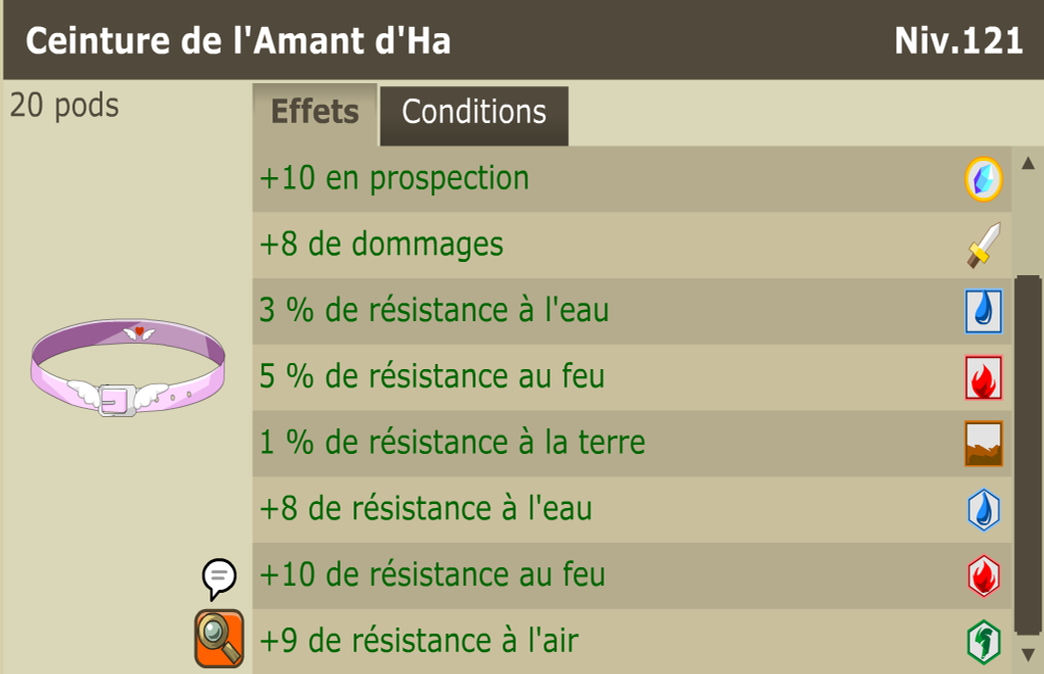 Ceinture de l'Amant d'Ha
Niv.121
20 pods
Effets
Conditions
+10 en prospection
+8 de dommages
3 % de résistance à l'eau
5 % de résistance au feu
1 % de résistance à la terre
+8 de résistance à l'eau
+10 de résistance au feu
+9 de résistance à l'air